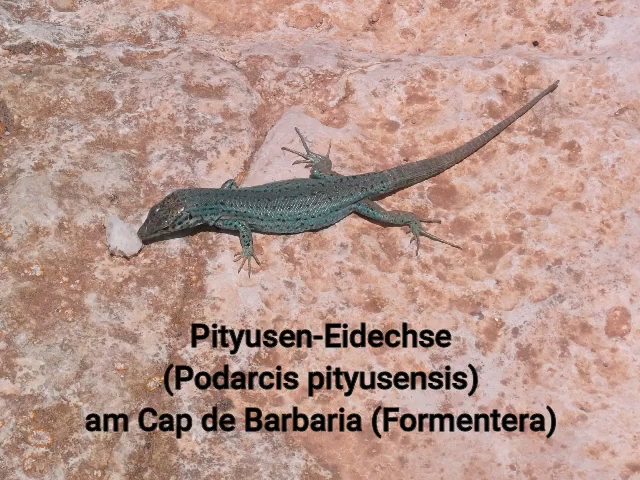 Pityusen-Eidechse
(Podarcis pityusensis)
am Cap de Barbaria (Formentera)